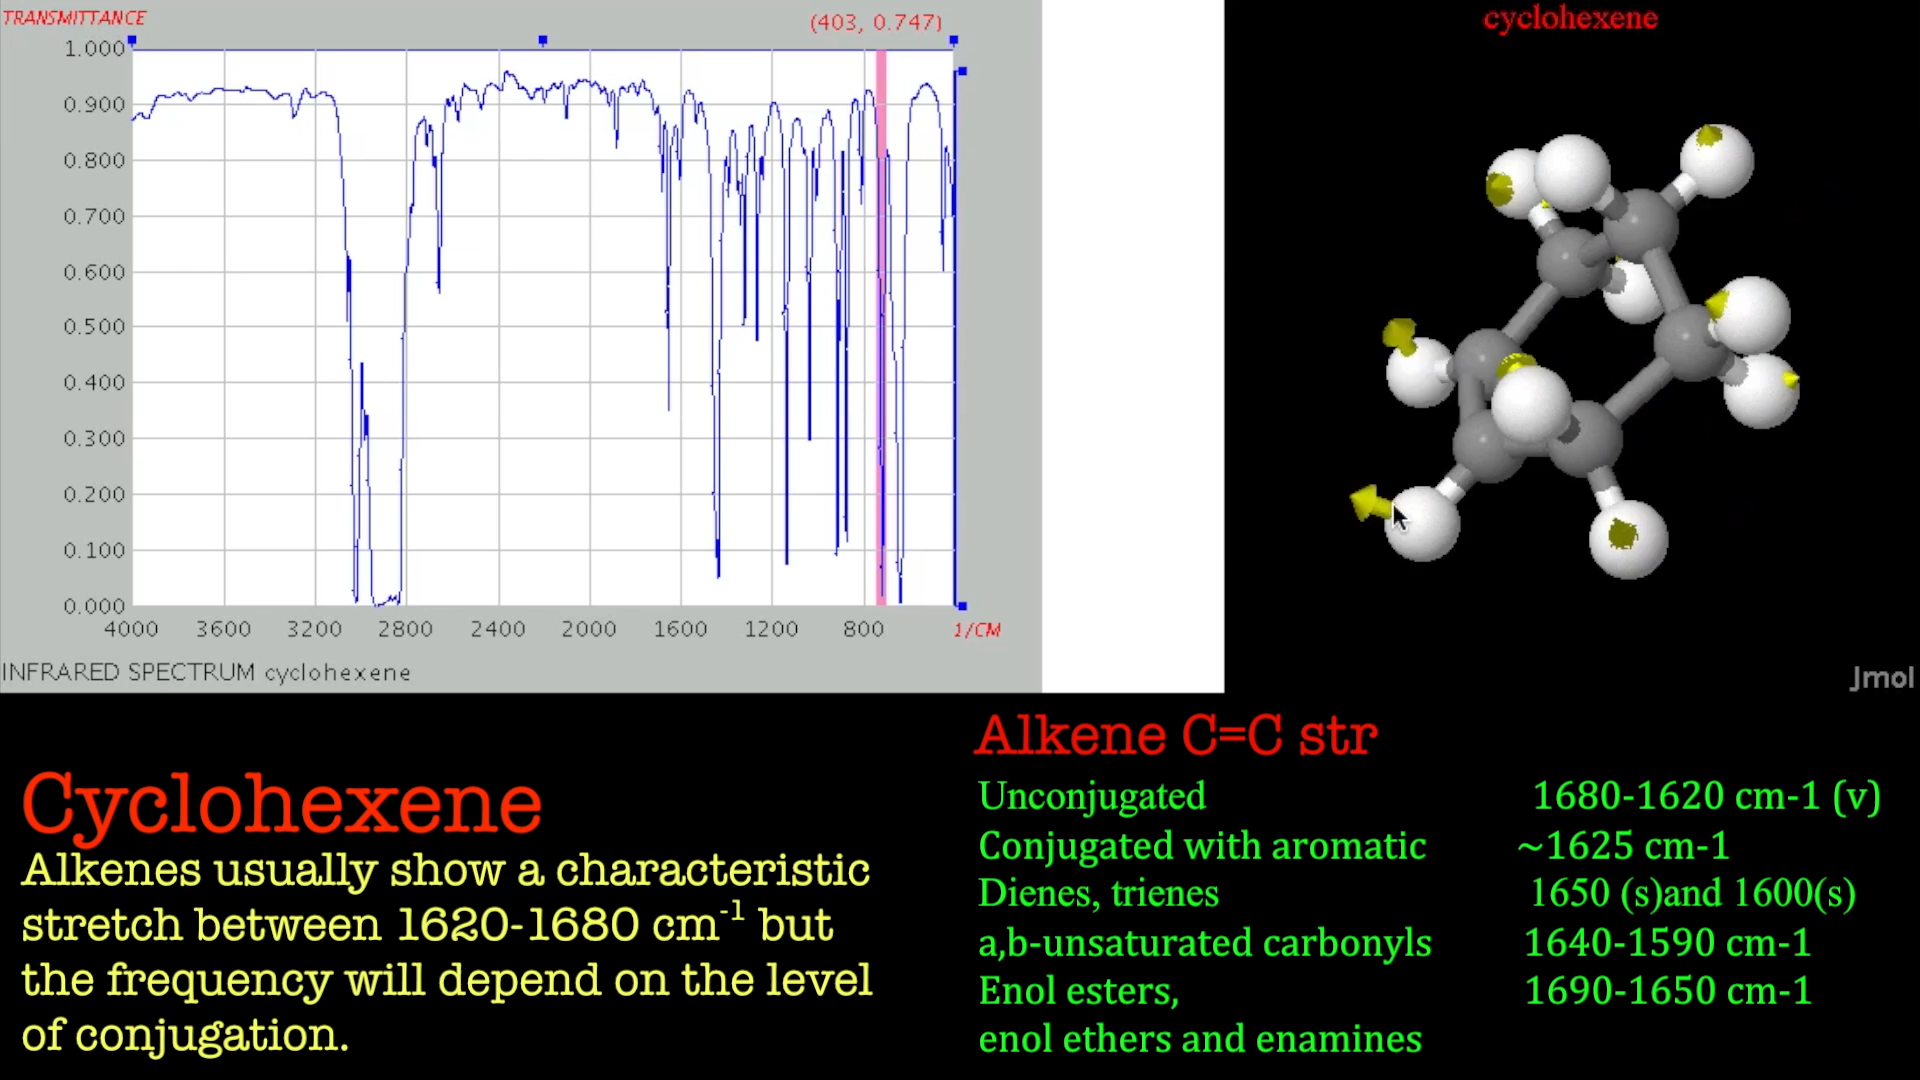 TRANSMITTANCE
(403, 0.747)
1.000
0.900
0.800
0.700
0.600
0.500
0.400
0.300
0.200
0.100
0.000
4000 3600 3200 2800 2400 2000 1600 1200 800 1/CM
INFRARED SPECTRUM cyclohexene
cyclohexene
Jmol
Cyclohexene
Alkenes usually show a characteristic
stretch between 1620-1680 cm⁻¹ but
the frequency will depend on the level
of conjugation.
Alkene C=C str
Unconjugated 1680-1620 cm-1 (v)
Conjugated with aromatic ~1625 cm-1
Dienes, trienes 1650 (s)and 1600(s)
a,b-unsaturated carbonyls 1640-1590 cm-1
Enol esters, 1690-1650 cm-1
enol ethers and enamines